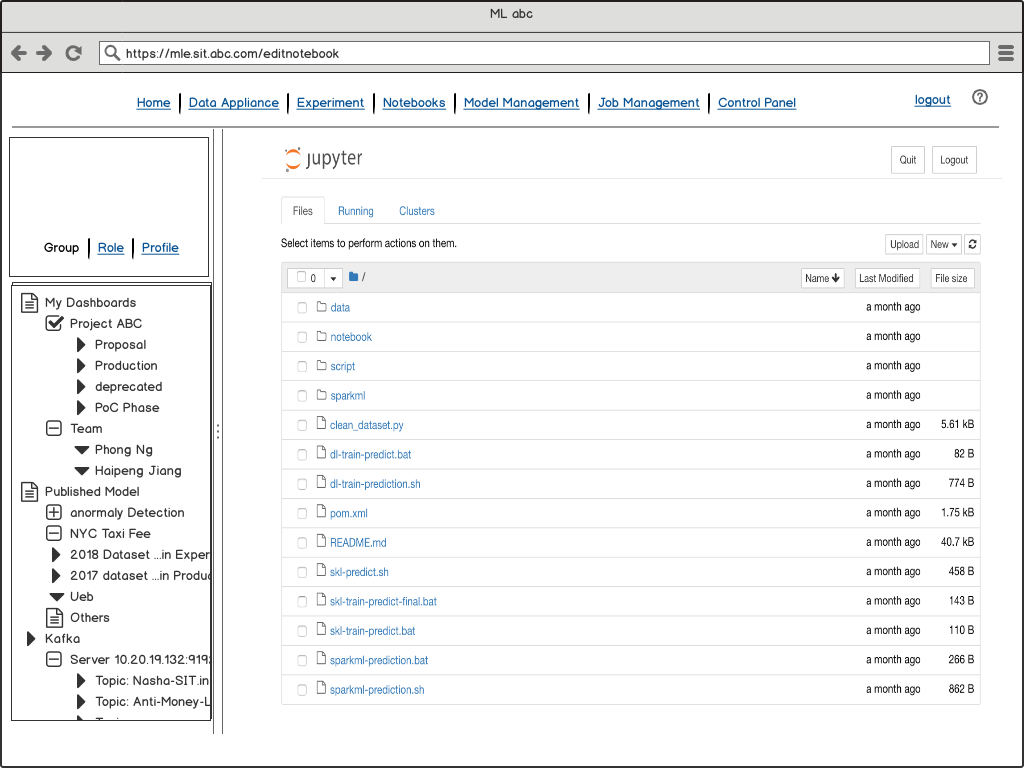 ML abc
https://mle.sit.abc.com/editnotebook
Home Data Appliance Experiment Notebooks Model Management Job Management Control Panel logout ?
Group Role Profile
My Dashboards
Project ABC
Proposal
Production
deprecated
PoC Phase
Team
Phong Ng
Haipeng Jiang
Published Model
anormaly Detection
NYC Taxi Fee
2018 Dataset ...in Exper
2017 dataset ...in Produc
Ueb
Others
Kafka
Server 10.20.19.132:919
Topic: Nasha-SIT.in
Topic: Anti-Money-L
jupyter
Quit Logout
Files Running Clusters
Select items to perform actions on them.
Upload New
0 / Name Last Modified File size
data a month ago
notebook a month ago
script a month ago
sparkml a month ago
clean_dataset.py a month ago 5.61 kB
dl-train-predict.bat a month ago 82 B
dl-train-prediction.sh a month ago 774 B
pom.xml a month ago 1.75 kB
README.md a month ago 40.7 kB
skl-predict.sh a month ago 458 B
skl-train-predict-final.bat a month ago 143 B
skl-train-predict.bat a month ago 110 B
sparkml-prediction.bat a month ago 266 B
sparkml-prediction.sh a month ago 862 B